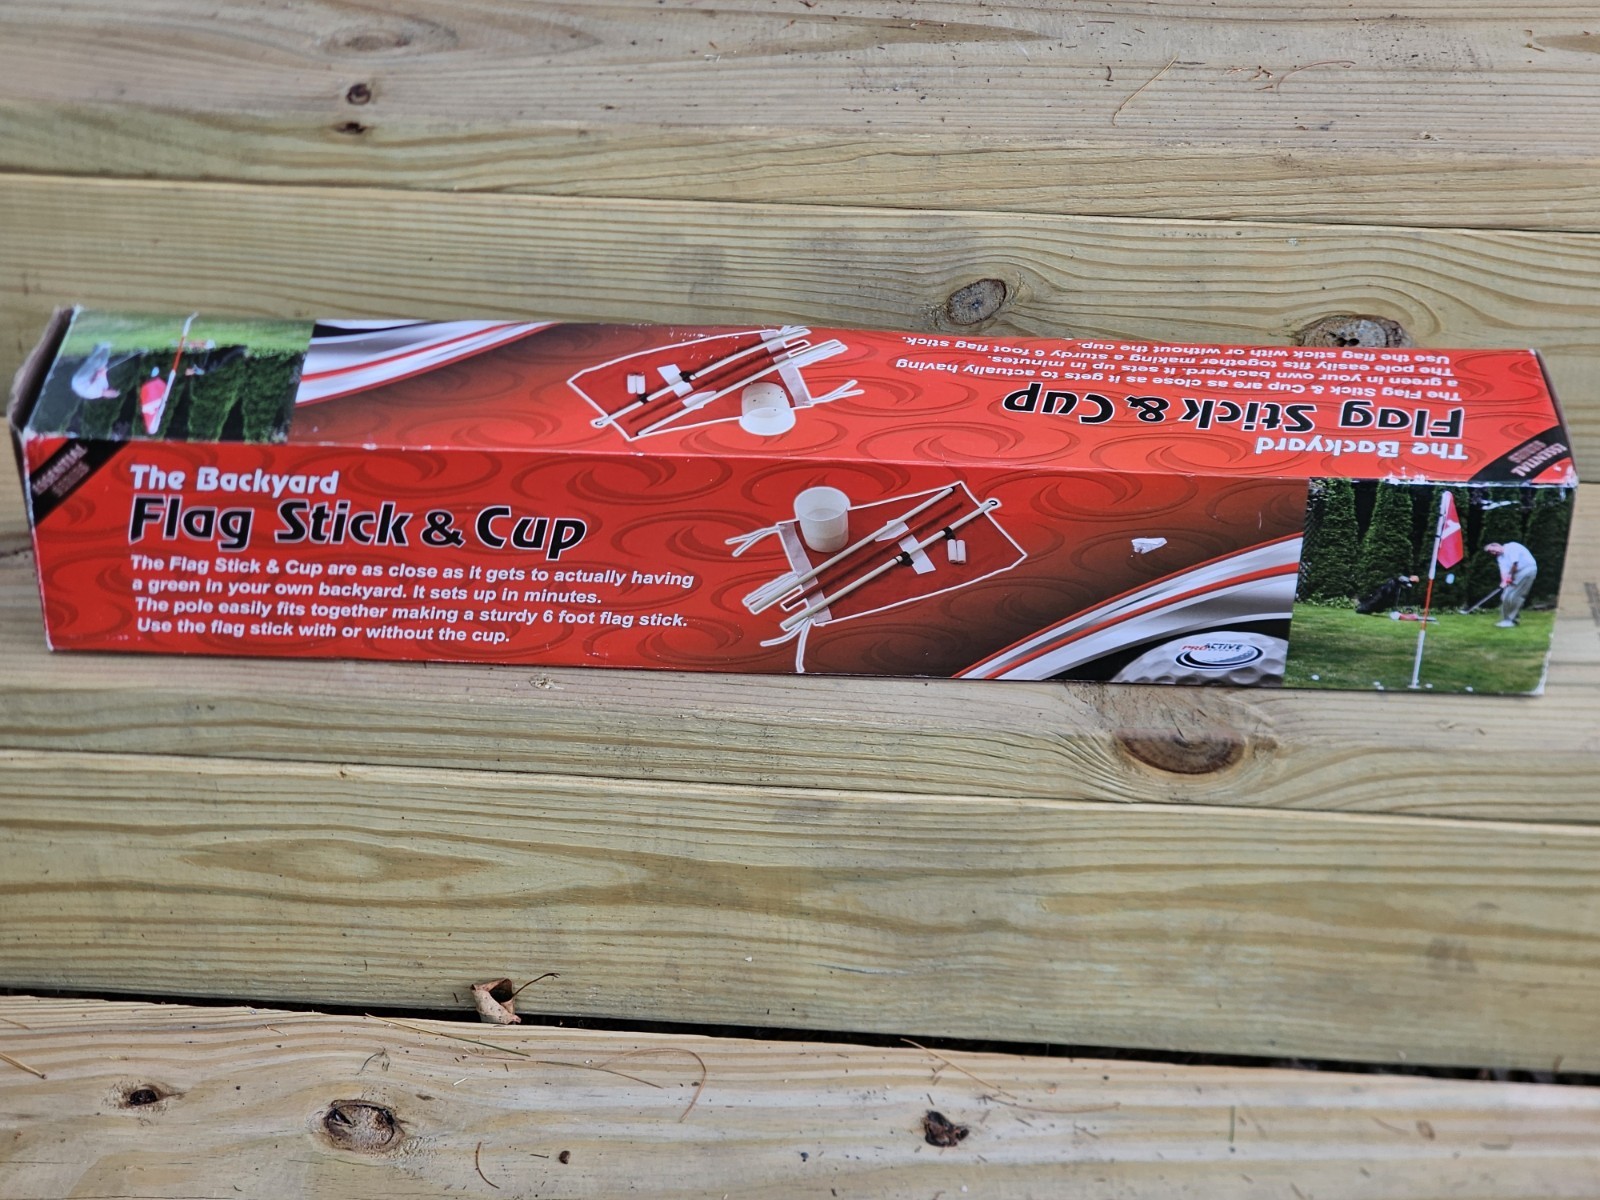 The Backyard
Flag Stick & Cup
The Flag Stick & Cup are as close as it gets to actually having
a green in your own backyard. It sets up in minutes.
The pole easily fits together making a sturdy 6 foot flag stick.
Use the flag stick with or without the cup.
PROACTIVE
ESSENTIAL
The Backyard
Flag Stick & Cup
The Flag Stick & Cup are as close as it gets to actually having
a green in your own backyard. It sets up in minutes.
The pole easily fits together making a sturdy 6 foot flag stick.
Use the flag stick with or without the cup.
ESSENTIAL